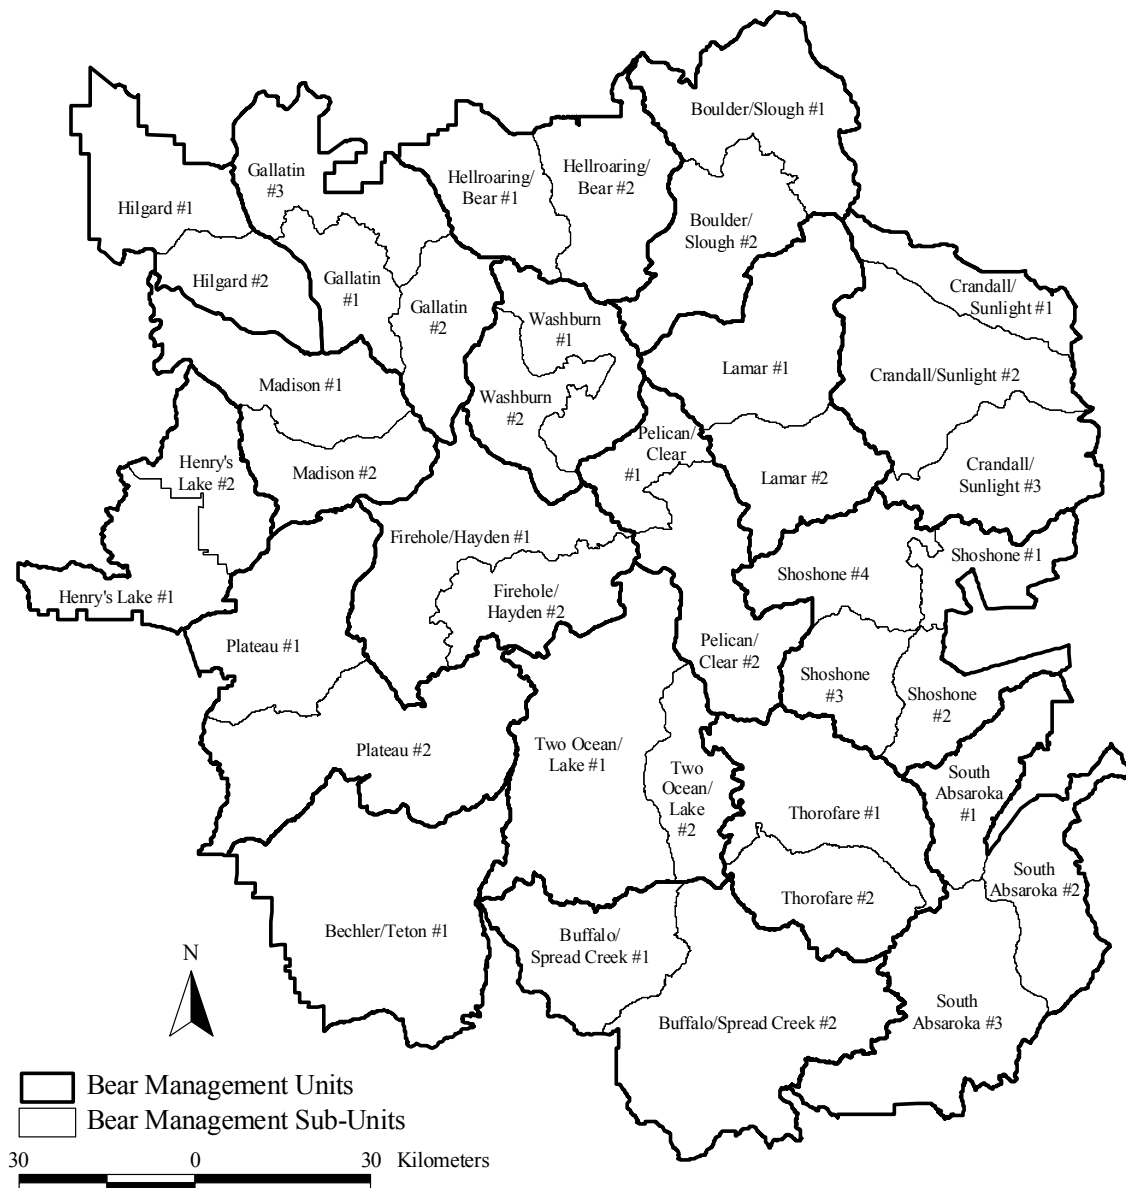 Boulder/Slough #1
Gallatin
#3
Hellroaring/
Bear #1
Hellroaring/
Bear #2
Hilgard #1
Boulder/
Slough #2
Hilgard #2
Gallatin
#1
Gallatin
#2
Crandall/
Sunlight #1
Washburn
#1
Madison #1
Lamar #1
Crandall/Sunlight #2
Washburn
#2
Pelican/
Clear
#1
Henry's
Lake #2
Madison #2
Lamar #2
Crandall/
Sunlight #3
Firehole/Hayden #1
Shoshone #1
Shoshone #4
Henry's Lake #1
Firehole/
Hayden #2
Plateau #1
Pelican/
Clear #2
Shoshone
#3
Shoshone
#2
Plateau #2
Two Ocean/
Lake #1
Two
Ocean/
Lake
#2
South
Absaroka
#1
Thorofare #1
South
Absaroka #2
Thorofare #2
Bechler/Teton #1
Buffalo/
Spread Creek #1
N
South
Absaroka #3
Buffalo/Spread Creek #2
Bear Management Units
Bear Management Sub-Units
30 0 30 Kilometers